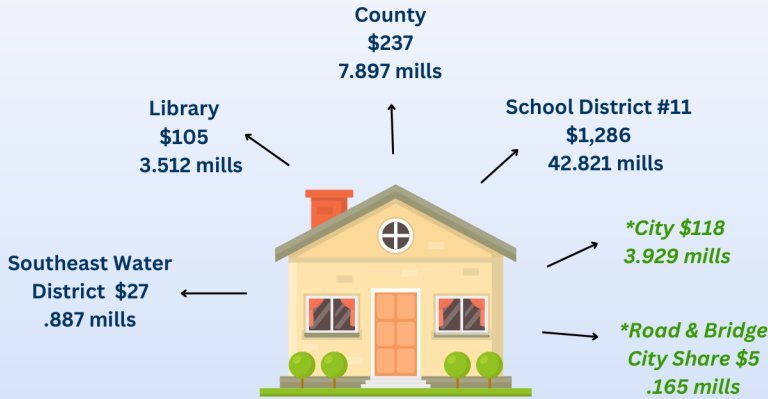 County
$237
7.897 mills
Library
$105
3.512 mills
School District #11
$1,286
42.821 mills
*City $118
3.929 mills
Southeast Water
District $27
.887 mills
*Road & Bridge
City Share $5
.165 mills